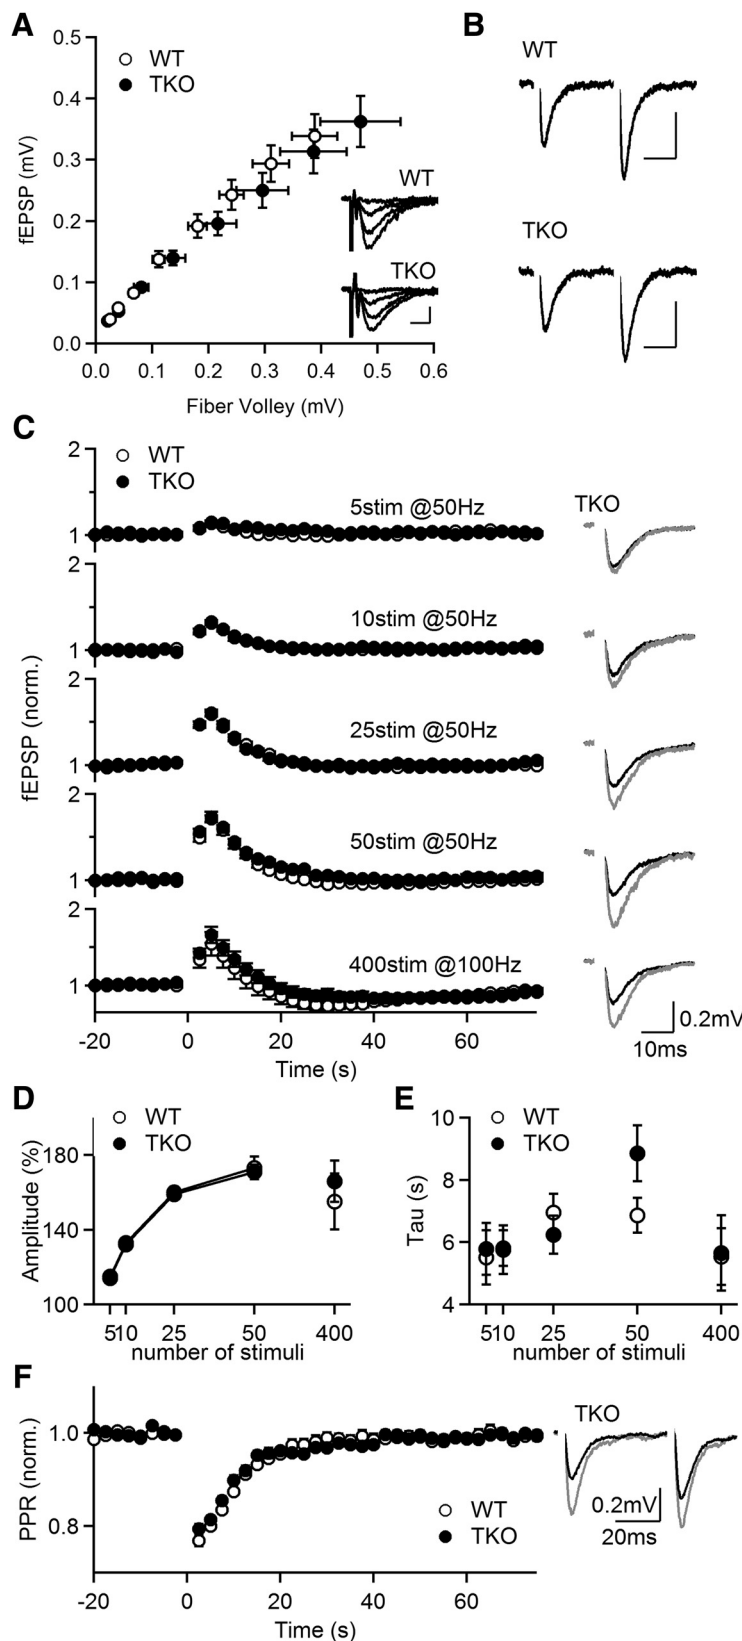 A
B
0.5
WT
TKO
0.4
0.3
0.2
0.1
0.0
fEPSP (mV)
WT
TKO
0.0 0.1 0.2 0.3 0.4 0.5 0.6
Fiber Volley (mV)
WT
TKO
C
2
WT
TKO
5stim @50Hz
TKO
1
2
10stim @50Hz
1
2
25stim @50Hz
1
2
50stim @50Hz
1
2
400stim @100Hz
1
fEPSP (norm.)
-20 0 20 40 60
Time (s)
0.2mV
10ms
D
WT
TKO
180
140
100
Amplitude (%)
510 25 50 400
number of stimuli
E
WT
TKO
10
8
6
4
Tau (s)
510 25 50 400
number of stimuli
F
1.0
0.8
PPR (norm.)
WT
TKO
-20 0 20 40 60
Time (s)
TKO
0.2mV
20ms